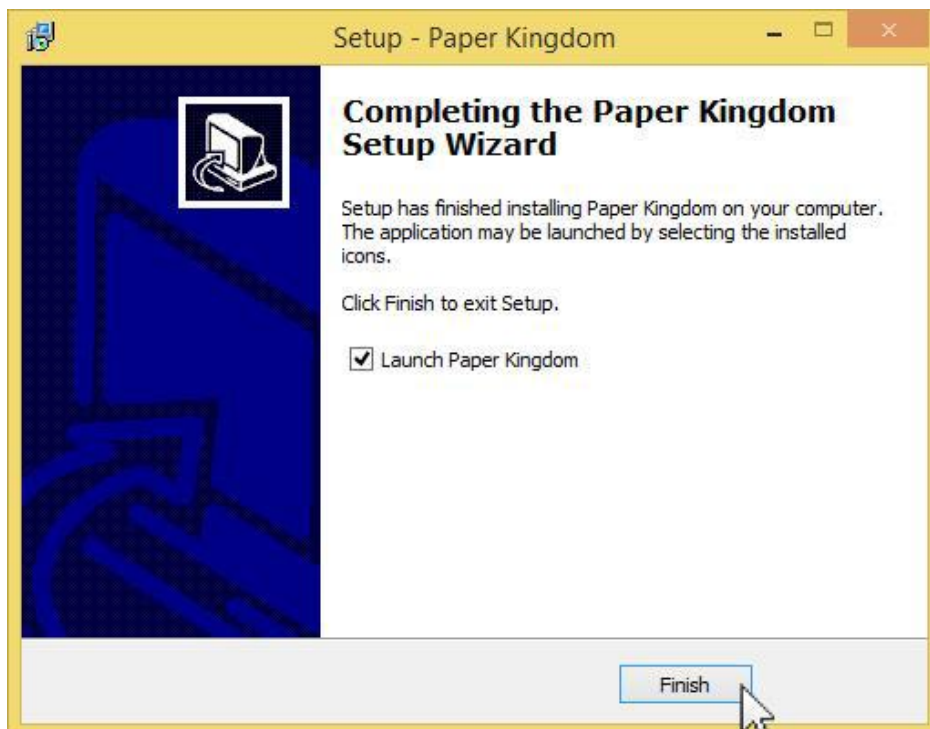 Setup - Paper Kingdom
Completing the Paper Kingdom
Setup Wizard
Setup has finished installing Paper Kingdom on your computer.
The application may be launched by selecting the installed
icons.
Click Finish to exit Setup.
Launch Paper Kingdom
Finish